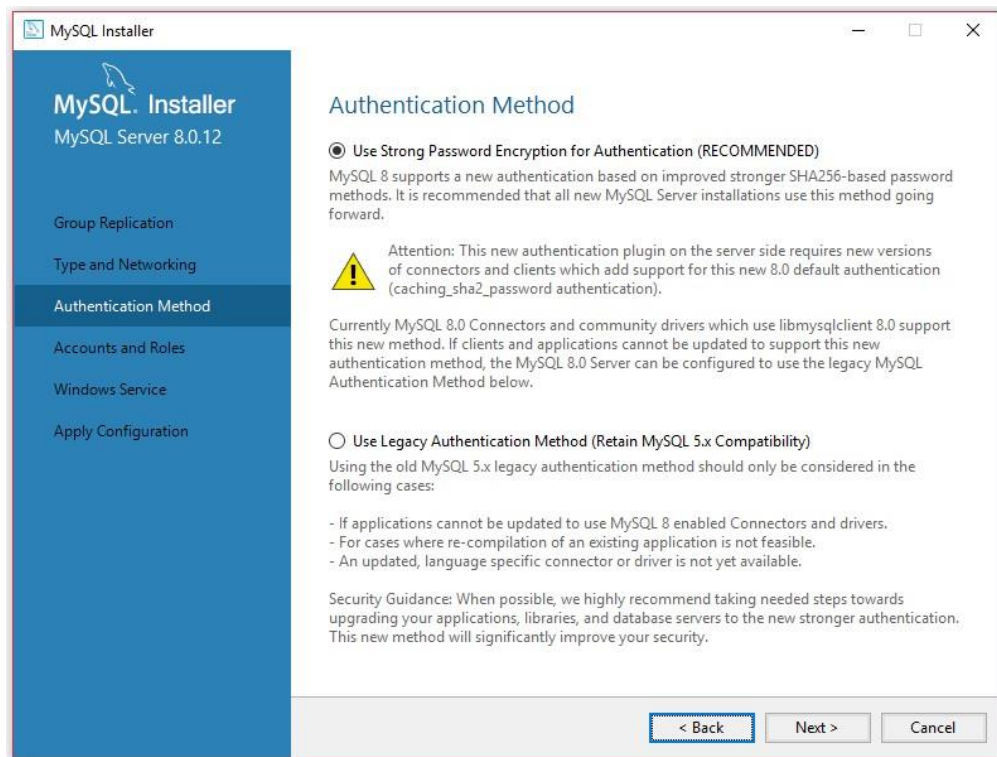 MySQL Installer
MySQL. Installer
MySQL Server 8.0.12
Group Replication
Type and Networking
Authentication Method
Accounts and Roles
Windows Service
Apply Configuration
Authentication Method
Use Strong Password Encryption for Authentication (RECOMMENDED)
MySQL 8 supports a new authentication based on improved stronger SHA256-based password
methods. It is recommended that all new MySQL Server installations use this method going
forward.
Attention: This new authentication plugin on the server side requires new versions
of connectors and clients which add support for this new 8.0 default authentication
(caching_sha2_password authentication).
Currently MySQL 8.0 Connectors and community drivers which use libmysqlclient 8.0 support
this new method. If clients and applications cannot be updated to support this new
authentication method, the MySQL 8.0 Server can be configured to use the legacy MySQL
Authentication Method below.
Use Legacy Authentication Method (Retain MySQL 5.x Compatibility)
Using the old MySQL 5.x legacy authentication method should only be considered in the
following cases:
- If applications cannot be updated to use MySQL 8 enabled Connectors and drivers.
- For cases where re-compilation of an existing application is not feasible.
- An updated, language specific connector or driver is not yet available.
Security Guidance: When possible, we highly recommend taking needed steps towards
upgrading your applications, libraries, and database servers to the new stronger authentication.
This new method will significantly improve your security.
< Back
Next >
Cancel